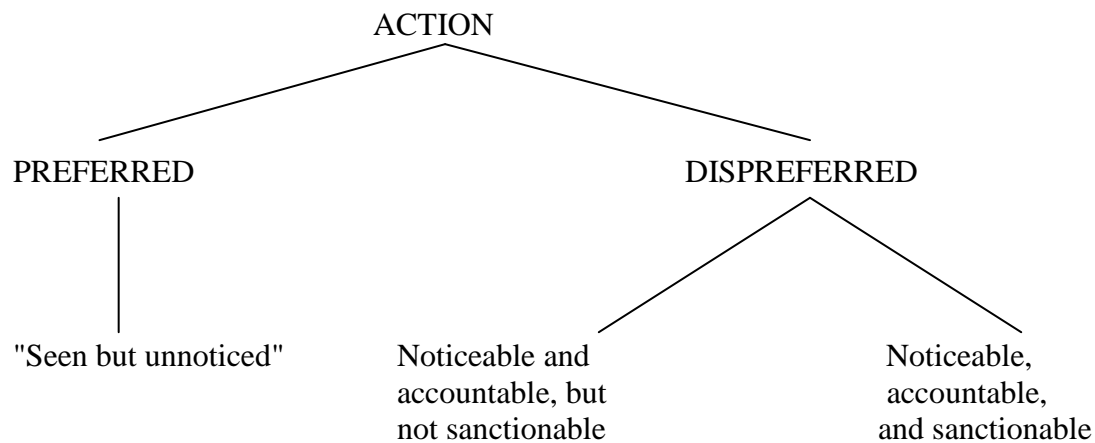 ACTION
PREFERRED
DISPREFERRED
"Seen but unnoticed"
Noticeable and
accountable, but
not sanctionable
Noticeable,
accountable,
and sanctionable